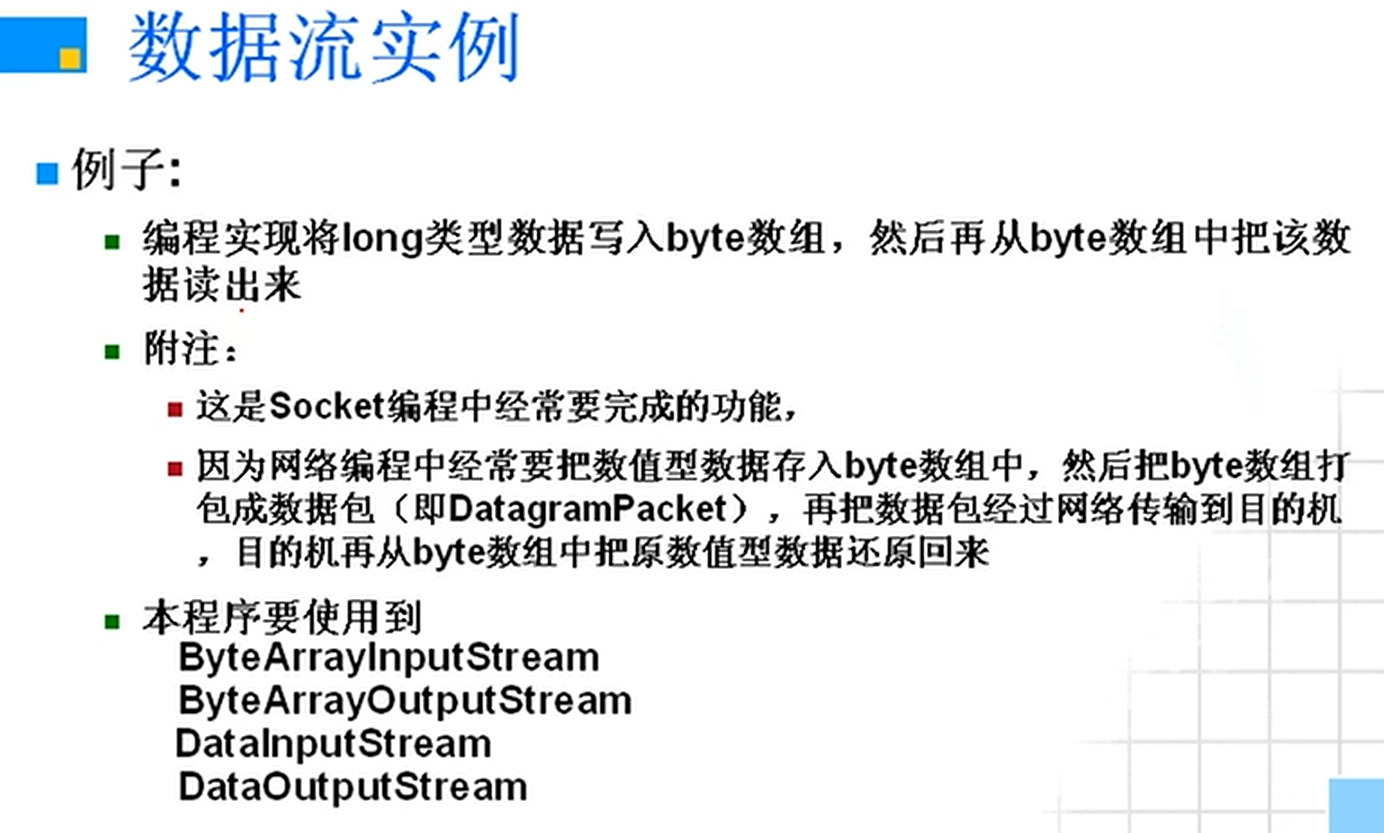 数据流实例
例子:
编程实现将long类型数据写入byte数组，然后再从byte数组中把该数
据读出来
附注：
这是Socket编程中经常要完成的功能，
因为网络编程中经常要把数值型数据存入byte数组中，然后把byte数组打
包成数据包（即DatagramPacket），再把数据包经过网络传输到目的机
，目的机再从byte数组中把原数值型数据还原回来
本程序要使用到
ByteArrayInputStream
ByteArrayOutputStream
DataInputStream
DataOutputStream